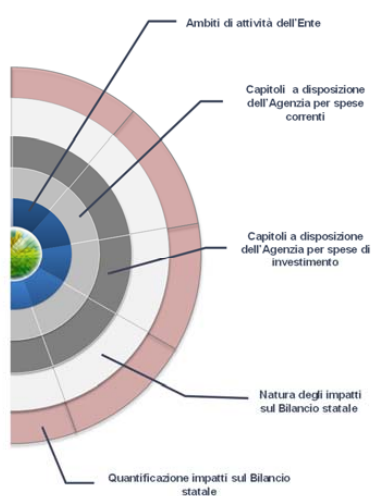 Ambiti di attività dell'Ente
Capitoli a disposizione
dell'Agenzia per spese
correnti
Capitoli a disposizione
dell'Agenzia per spese di
investimento
Natura degli impatti
sul Bilancio statale
Quantificazione impatti sul Bilancio
statale